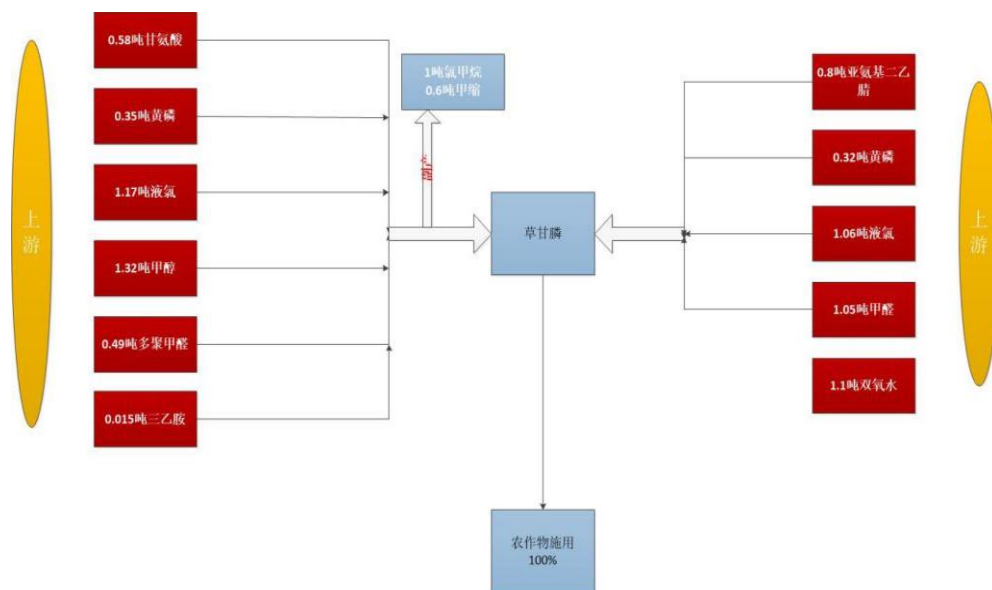 上
游
0.58吨甘氨酸
0.35吨黄磷
1.17吨液氯
1.32吨甲醇
0.49吨多聚甲醛
0.015吨三乙胺
1吨氯甲烷
0.6吨甲缩
副产
草甘膦
农作物施用
100%
0.8吨亚氨基二乙
腈
0.32吨黄磷
1.06吨液氯
1.05吨甲醛
1.1吨双氧水
上
游